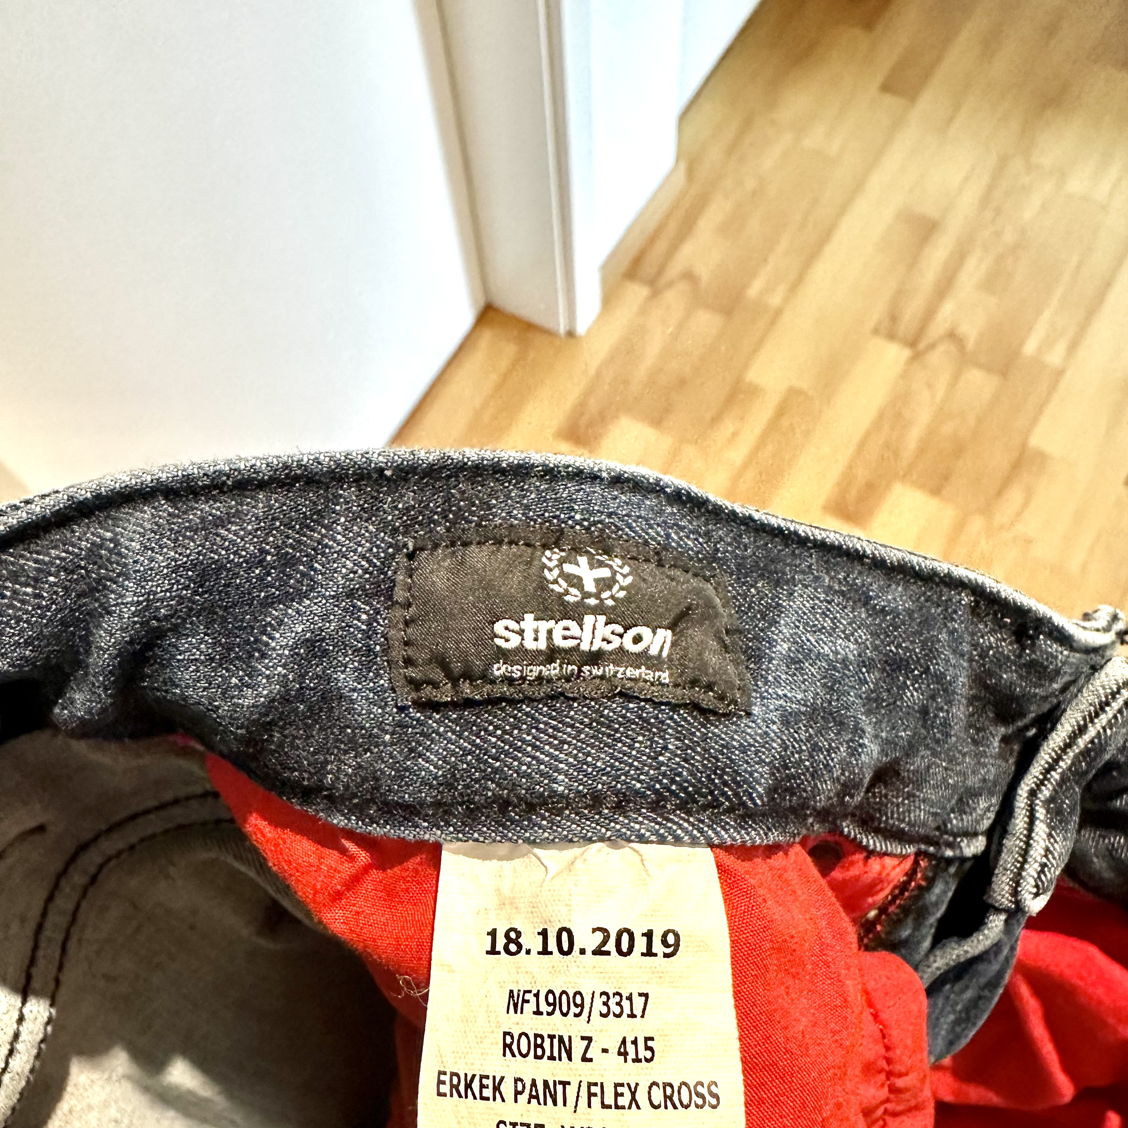 strellson
designed in switzerland
18.10.2019
NF1909/3317
ROBIN Z - 415
ERKEK PANT/FLEX CROSS